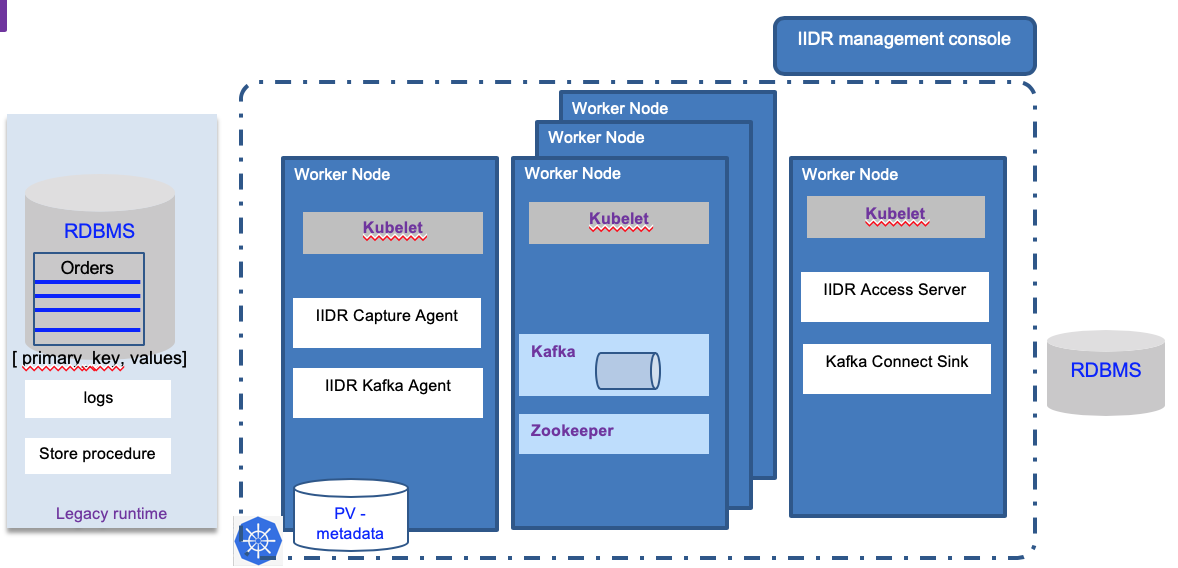 IIDR management console
RDBMS
Orders
[ primary_key, values]
logs
Store procedure
Legacy runtime
Worker Node
Kubelet
IIDR Capture Agent
IIDR Kafka Agent
PV -
metadata
Worker Node
Worker Node
Worker Node
Kubelet
Kafka
Zookeeper
Worker Node
Kubelet
IIDR Access Server
Kafka Connect Sink
RDBMS